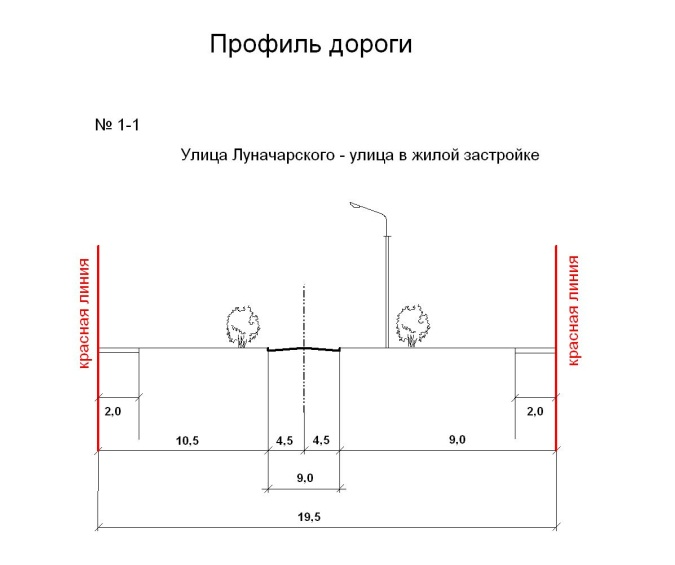 Профиль дороги
№ 1-1
Улица Луначарского - улица в жилой застройке
красная линия
красная линия
2,0
2,0
10,5
4,5
4,5
9,0
9,0
19,5